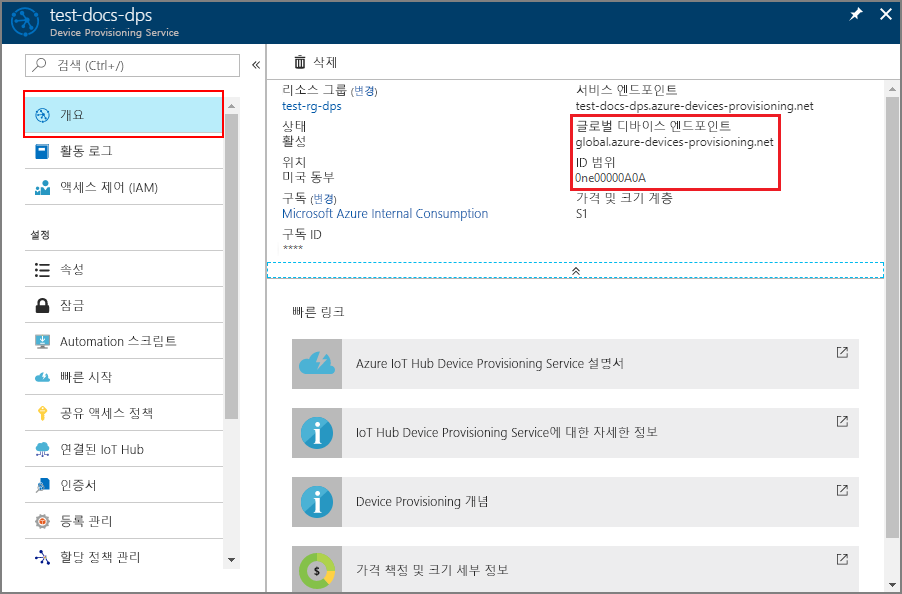 test-docs-dps
Device Provisioning Service
검색 (Ctrl+/)
개요
활동 로그
액세스 제어 (IAM)
설정
속성
잠금
Automation 스크립트
빠른 시작
공유 액세스 정책
연결된 IoT Hub
인증서
등록 관리
할당 정책 관리
삭제
리소스 그룹 (변경)
test-rg-dps
상태
활성
위치
미국 동부
구독 (변경)
Microsoft Azure Internal Consumption
구독 ID
****
서비스 엔드포인트
test-docs-dps.azure-devices-provisioning.net
글로벌 디바이스 엔드포인트
global.azure-devices-provisioning.net
ID 범위
0ne00000A0A
가격 및 크기 계층
S1
빠른 링크
Azure IoT Hub Device Provisioning Service 설명서
IoT Hub Device Provisioning Service에 대한 자세한 정보
Device Provisioning 개념
가격 책정 및 크기 세부 정보